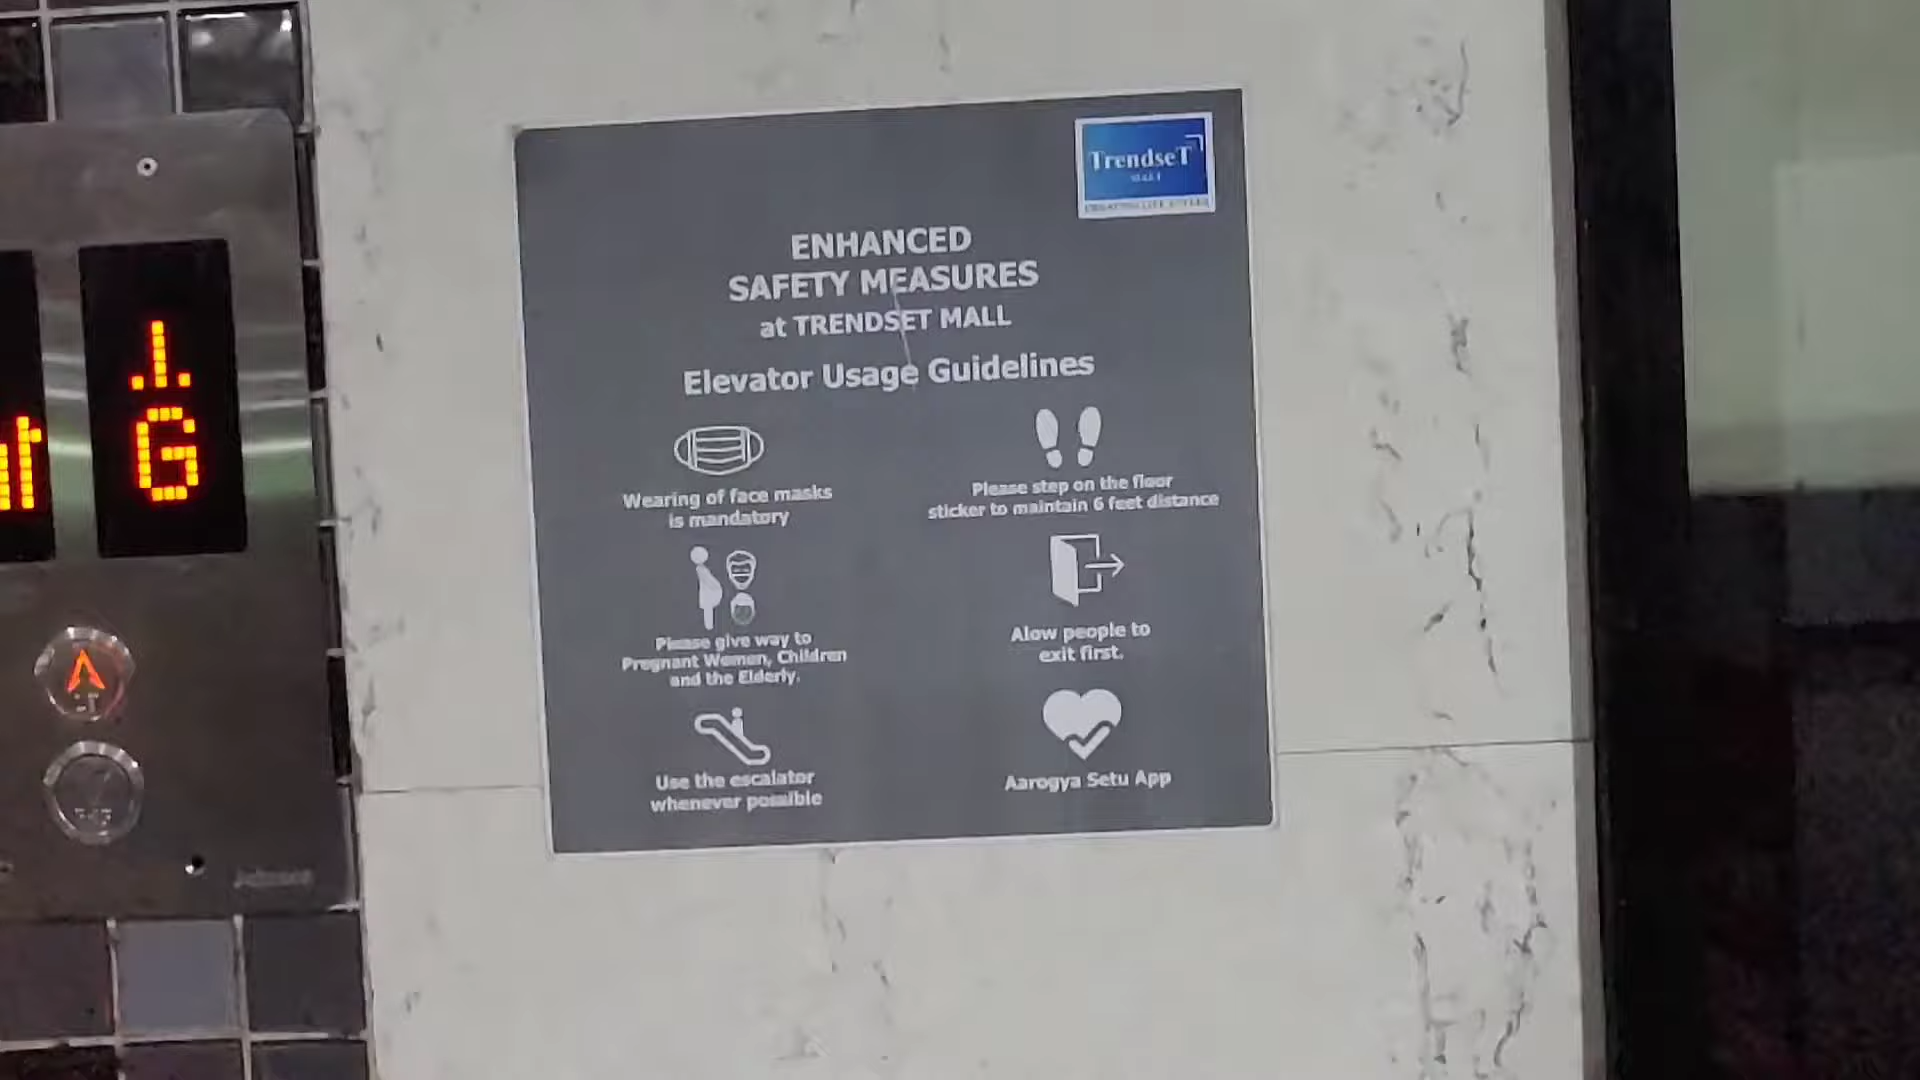 TrendseT
MALL
ENHANCED
SAFETY MEASURES
at TRENDSET MALL
Elevator Usage Guidelines
Wearing of face masks
is mandatory
Please step on the floor
sticker to maintain 6 feet distance
Please give way to
Pregnant Women, Children
and the Elderly.
Alow people to
exit first.
Use the escalator
whenever possible
Aarogya Setu App
G